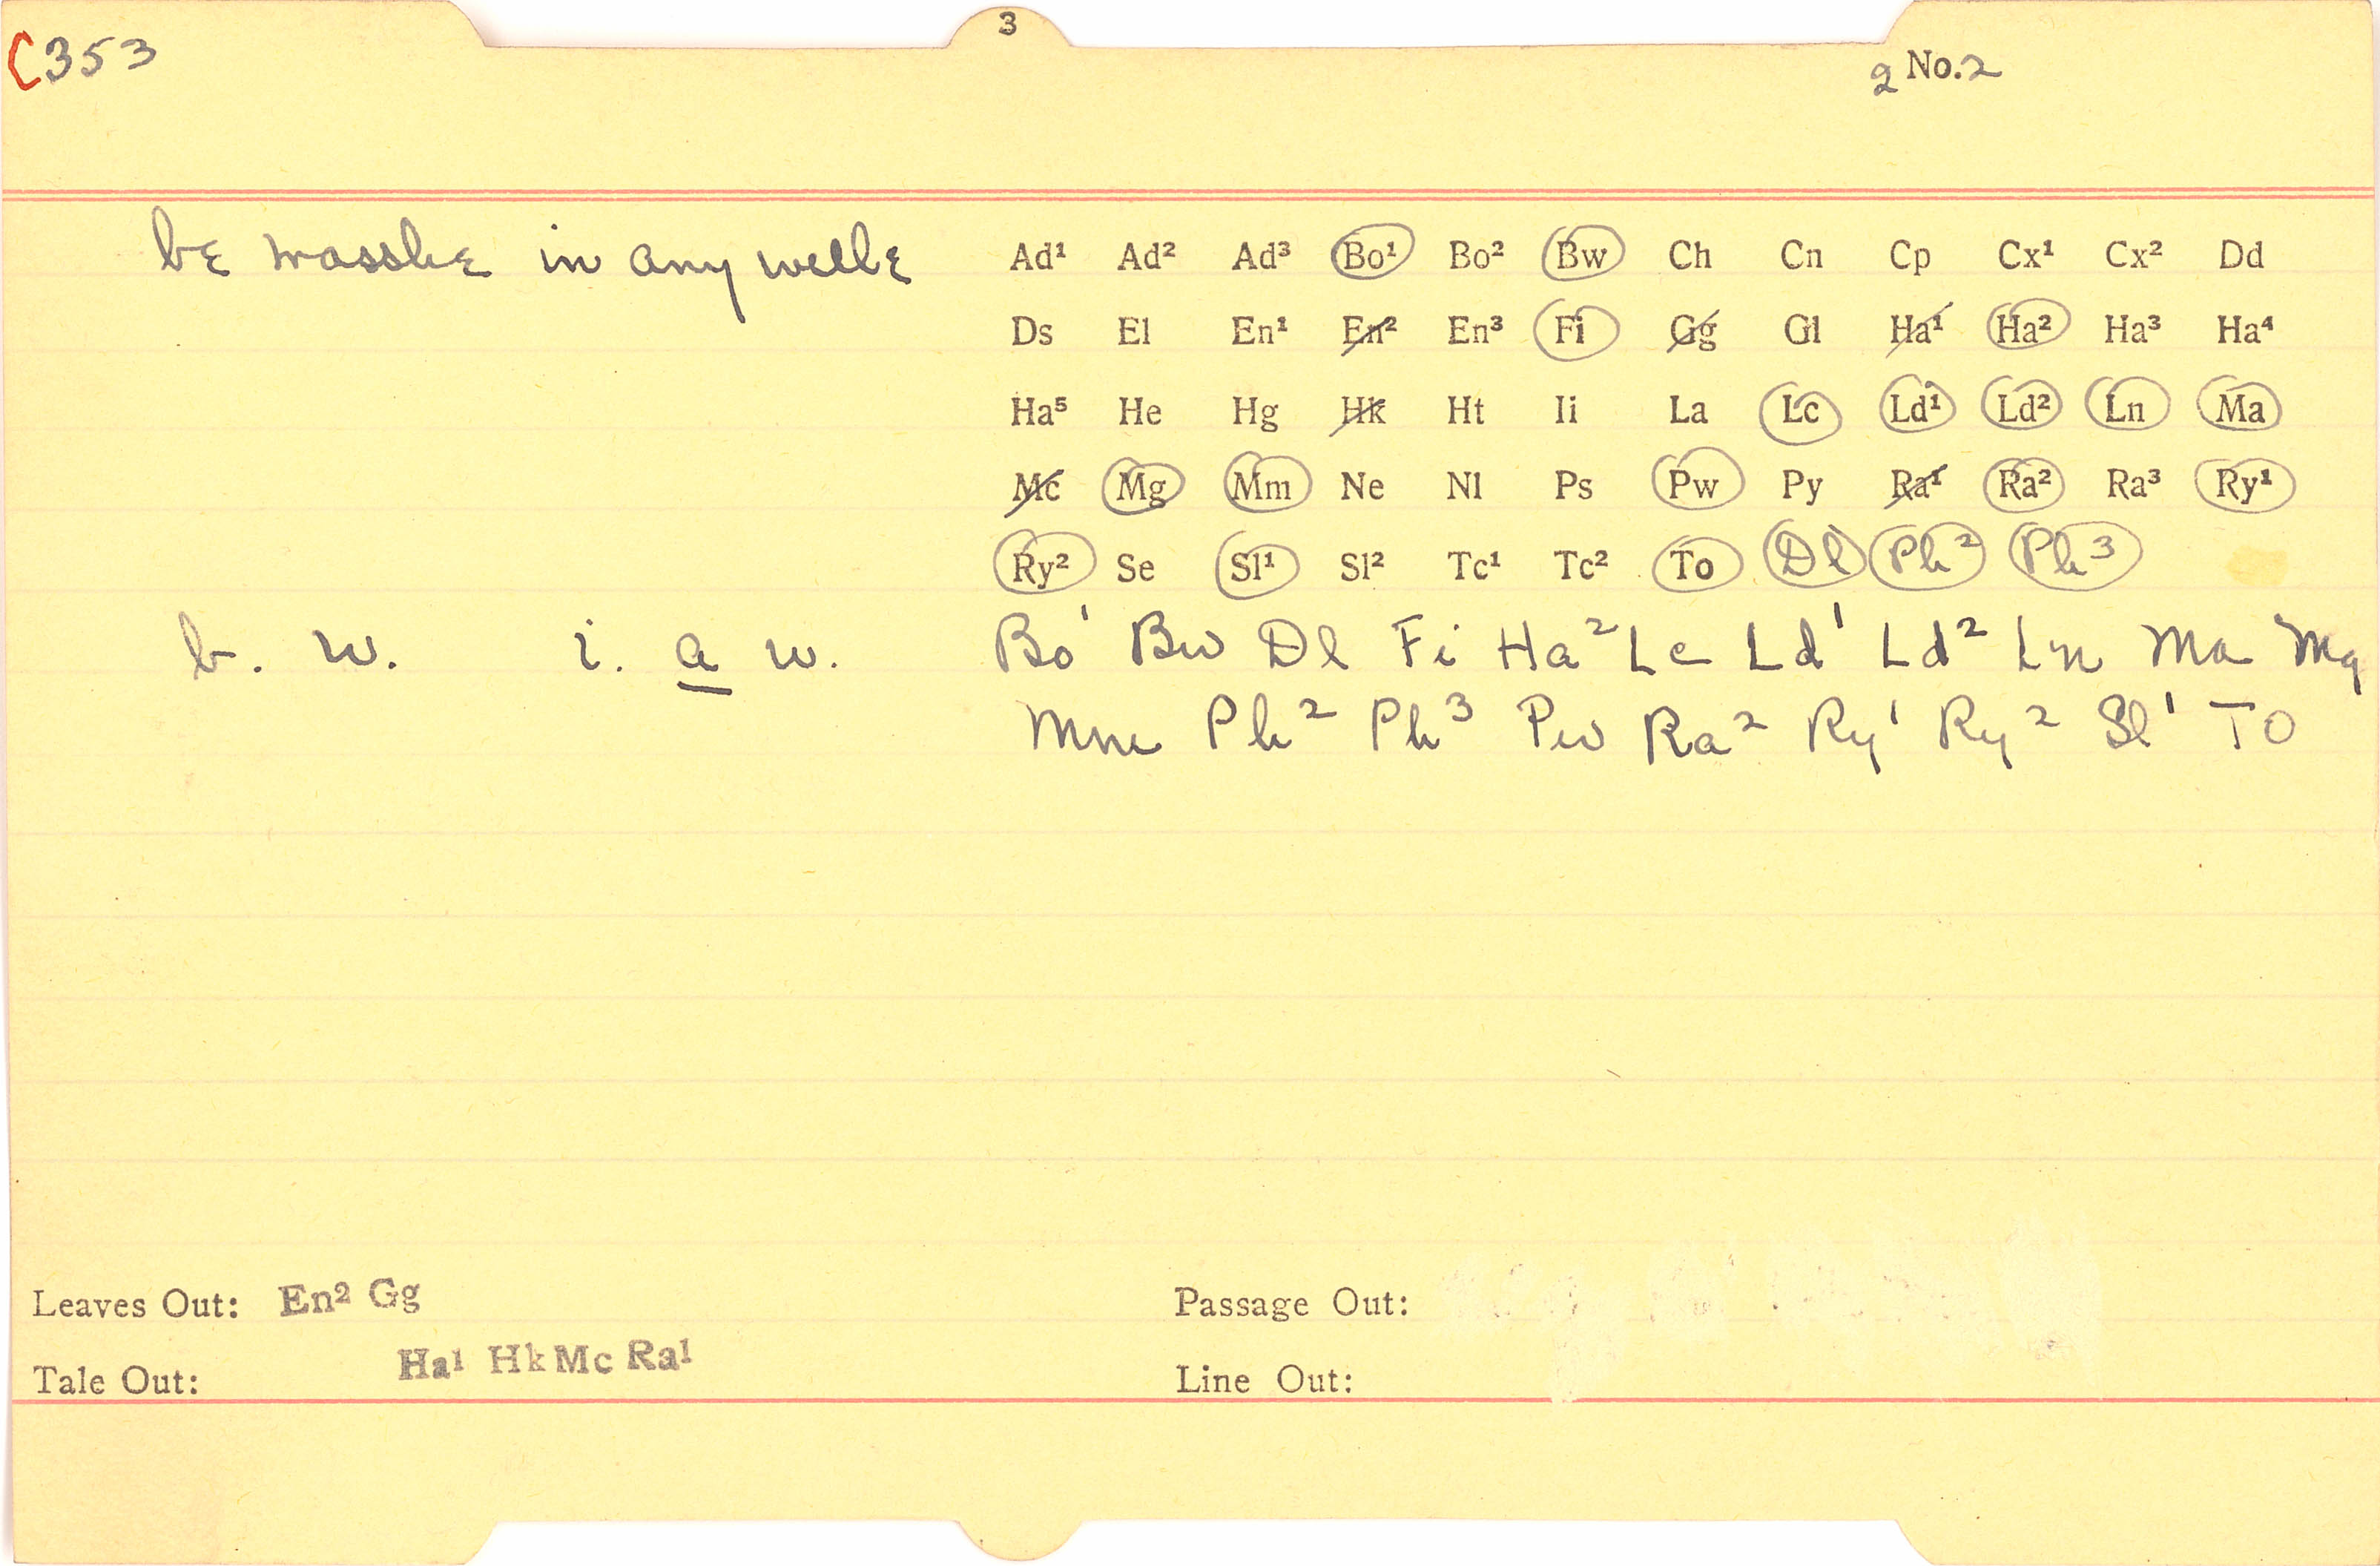 3
C353
2 No. 2
be wasshe in any welle
Ad¹ Ad² Ad³ Bo¹ Bo² Bw Ch Cn Cp Cx¹ Cx² Dd
Ds El En¹ En² En³ Fi Gg Gl Ha¹ Ha² Ha³ Ha⁴
Ha⁵ He Hg Hk Ht Ii La Lc Ld¹ Ld² Ln Ma
Mc Mg Mm Ne Nl Ps Pw Py Ra¹ Ra² Ra³ Ry¹
Ry² Se Sl¹ Sl² Tc¹ Tc² To Dl Ph² Ph³
b. w. i. a w. Bo¹ Bw Dl Fi Ha² Lc Ld¹ Ld² Ln Ma Mg
Mm Ph² Ph³ Pw Ra² Ry¹ Ry² Sl¹ To
Leaves Out: En² Gg
Passage Out:
Tale Out: Ha¹ Hk Mc Ra¹
Line Out: